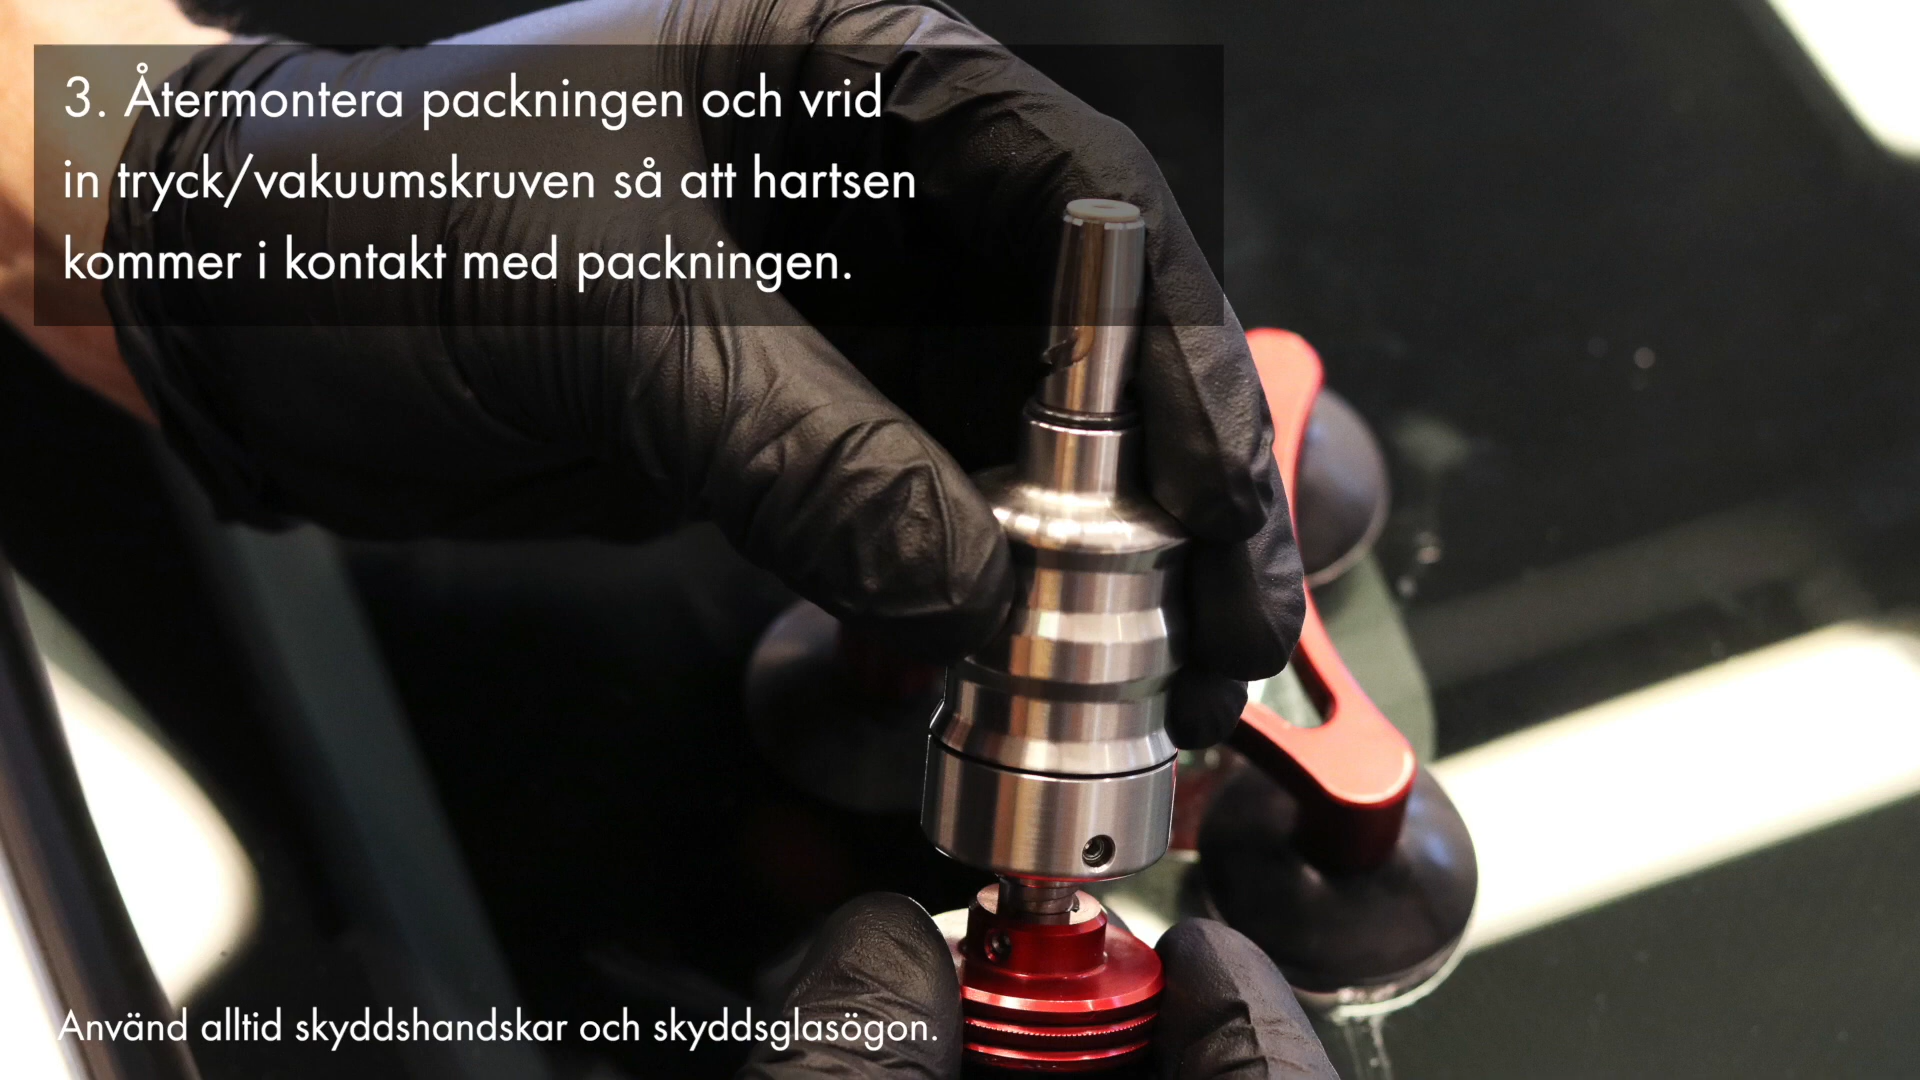 3. Återmontera packningen och vrid
in tryck/vakuumskruven så att hartsen
kommer i kontakt med packningen.
Använd alltid skyddshandskar och skyddsglasögon.